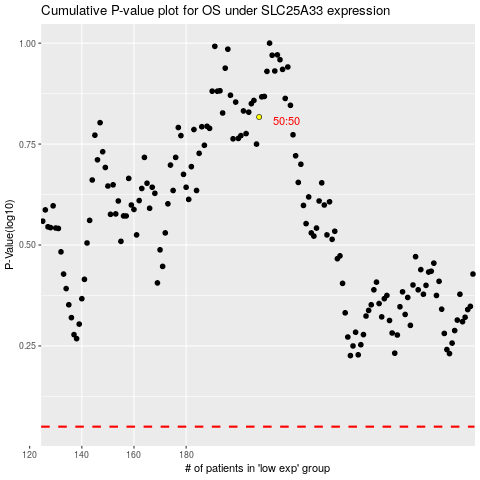 Cumulative P-value plot for OS under SLC25A33 expression
1.00
0.75
0.50
0.25
P-Value(log10)
50:50
120 140 160 180
# of patients in 'low exp' group